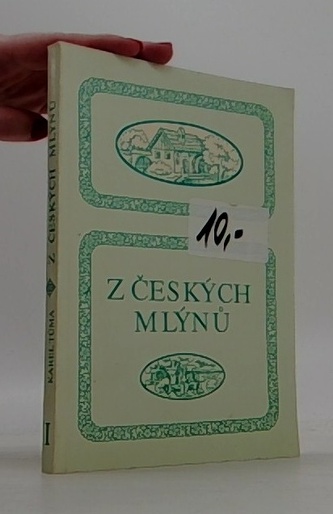 10,-
Z ČESKÝCH
MLÝNŮ
I KAREL TŮMA Z ČESKÝCH MLÝNŮ